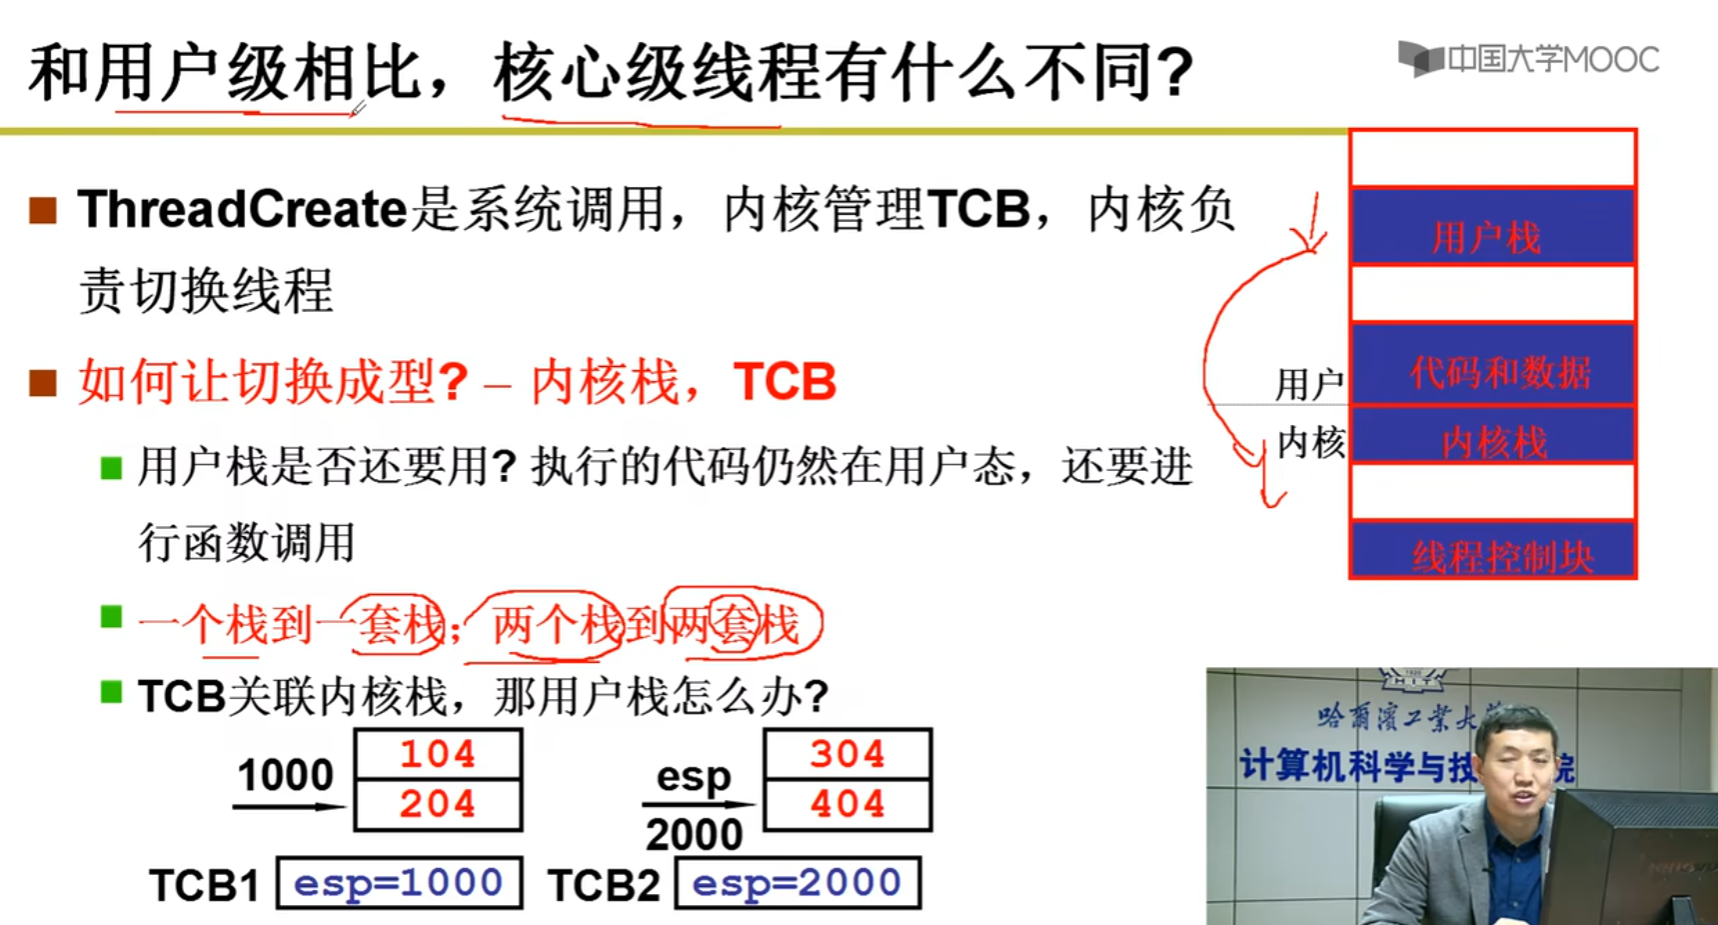 和用户级相比，核心级线程有什么不同?
中国大学MOOC
ThreadCreate是系统调用，内核管理TCB，内核负
责切换线程
如何让切换成型? – 内核栈，TCB
用户栈是否还要用? 执行的代码仍然在用户态，还要进
行函数调用
一个栈到一套栈；两个栈到两套栈
TCB关联内核栈，那用户栈怎么办?
用户栈
代码和数据
用户
内核
内核栈
线程控制块
1000
104
204
esp
2000
304
404
TCB1
esp=1000
TCB2
esp=2000
HIT
哈尔滨工业大
计算机科学与技
院